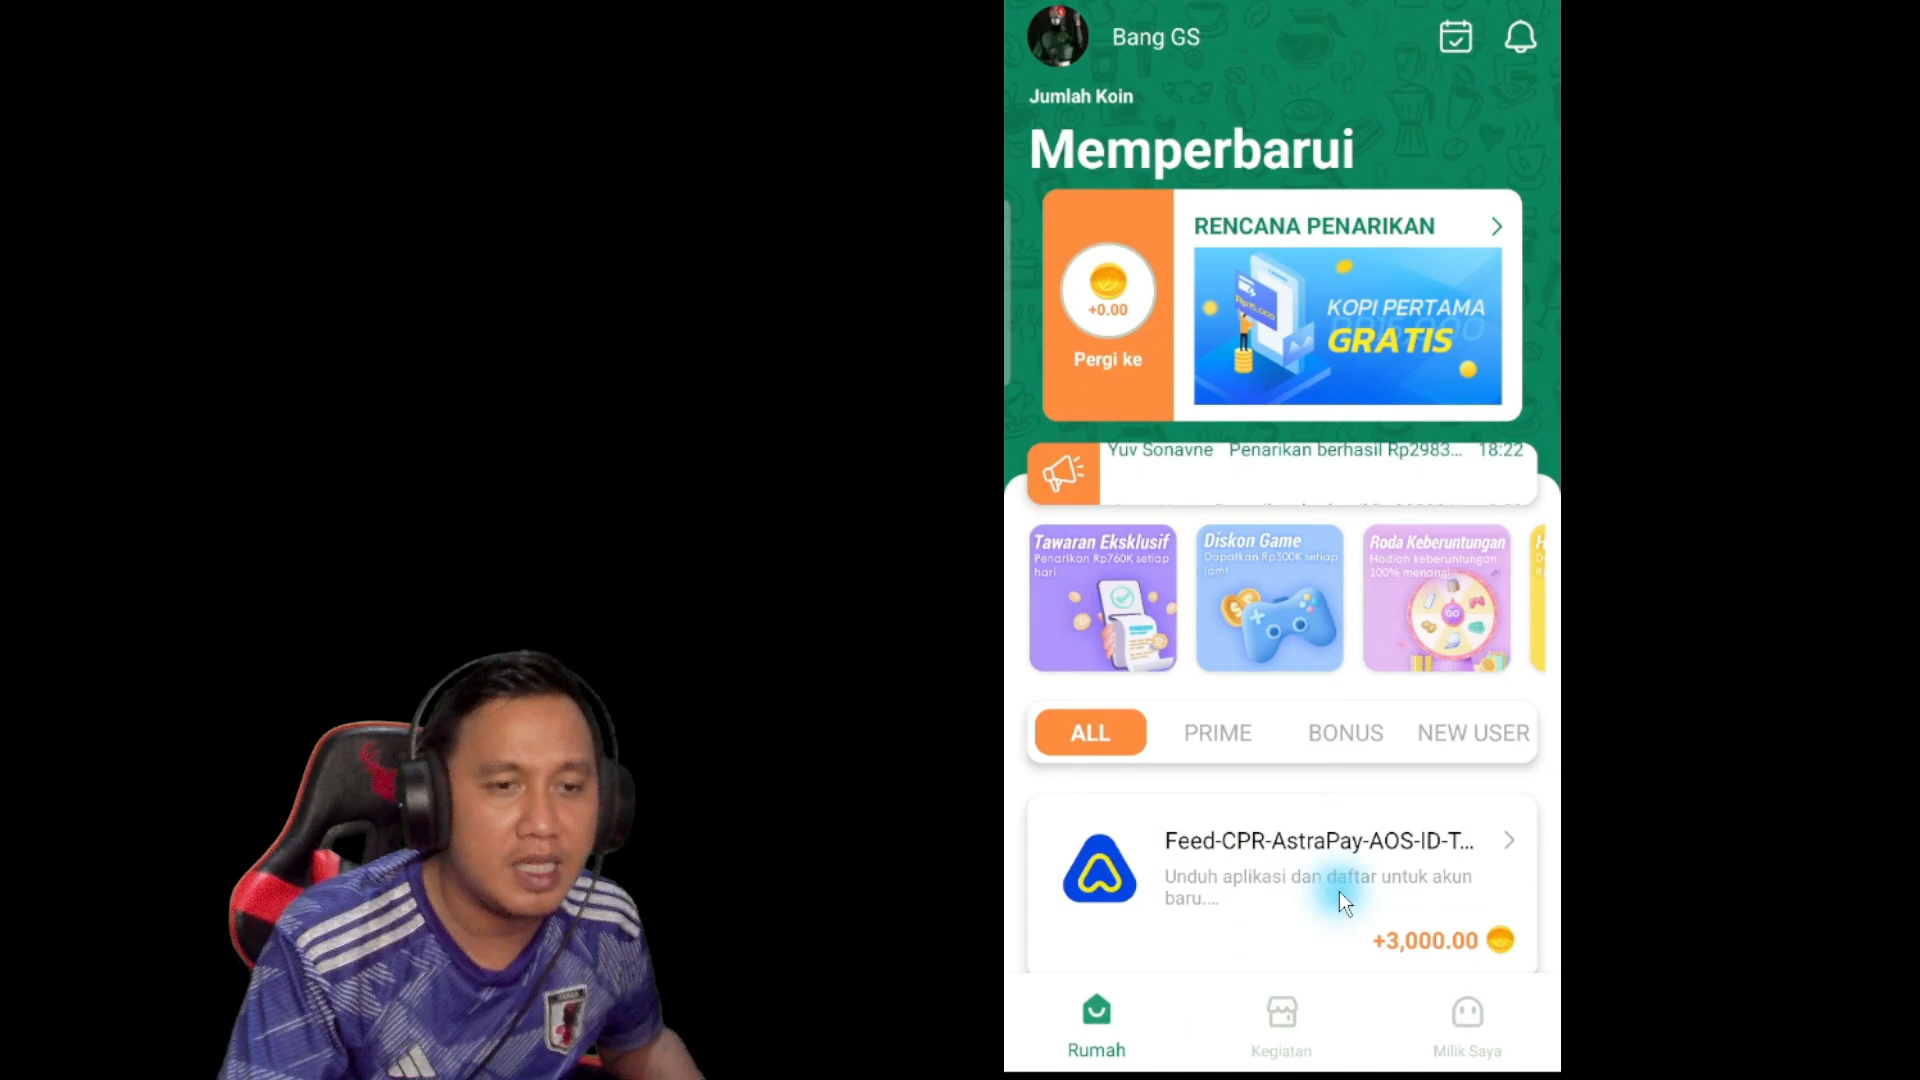 Bang GS
Jumlah Koin
Memperbarui
+0.00
Pergi ke
RENCANA PENARIKAN
Rp15,000
KOPI PERTAMA
GRATIS
Yuv Sonavne Penarikan berhasil Rp2983... 18:22
Tawaran Eksklusif
Penarikan Rp760K setiap
hari
Diskon Game
Dapatkan Rp300K setiap
jam!
Roda Keberuntungan
Hadiah keberuntungan
100% menang!
GO
ALL PRIME BONUS NEW USER
Feed-CPR-AstraPay-AOS-ID-T...
Unduh aplikasi dan daftar untuk akun
baru....
+3,000.00
Rumah Kegiatan Milik Saya